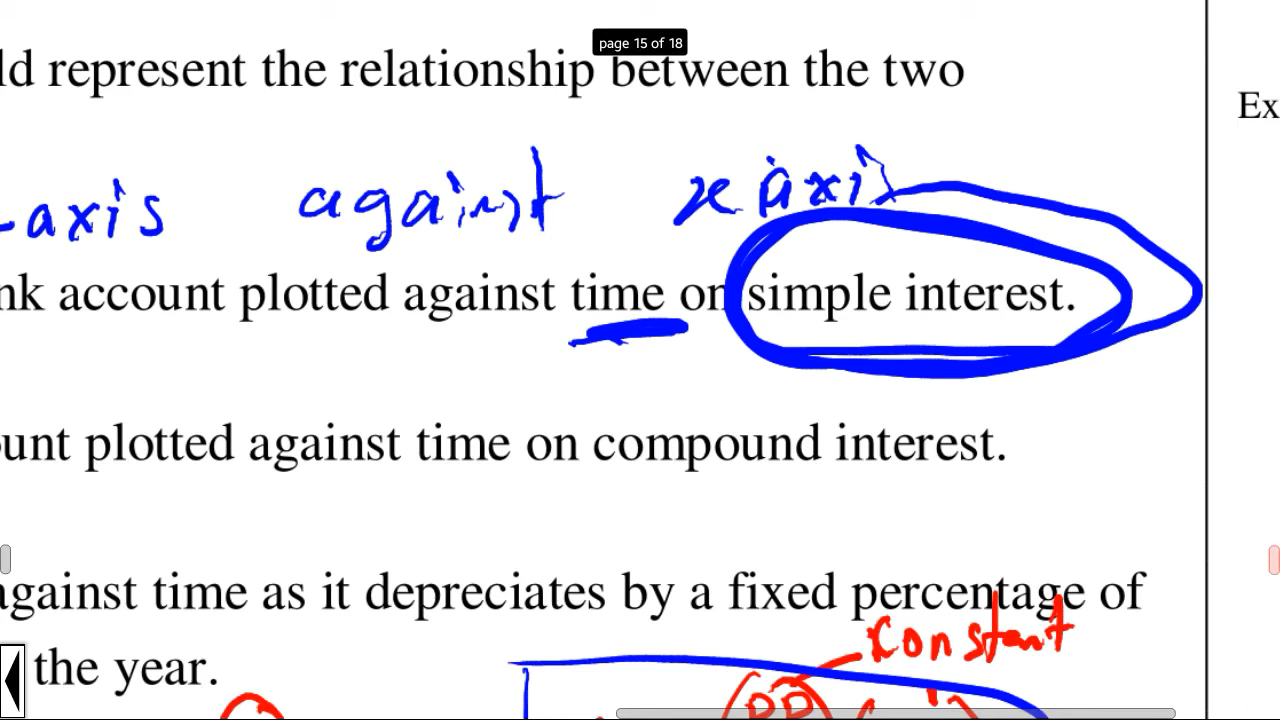 page 15 of 18
ld represent the relationship between the two
Ex
-axis against x axis
nk account plotted against time on simple interest.
unt plotted against time on compound interest.
against time as it depreciates by a fixed percentage of
constant
the year.